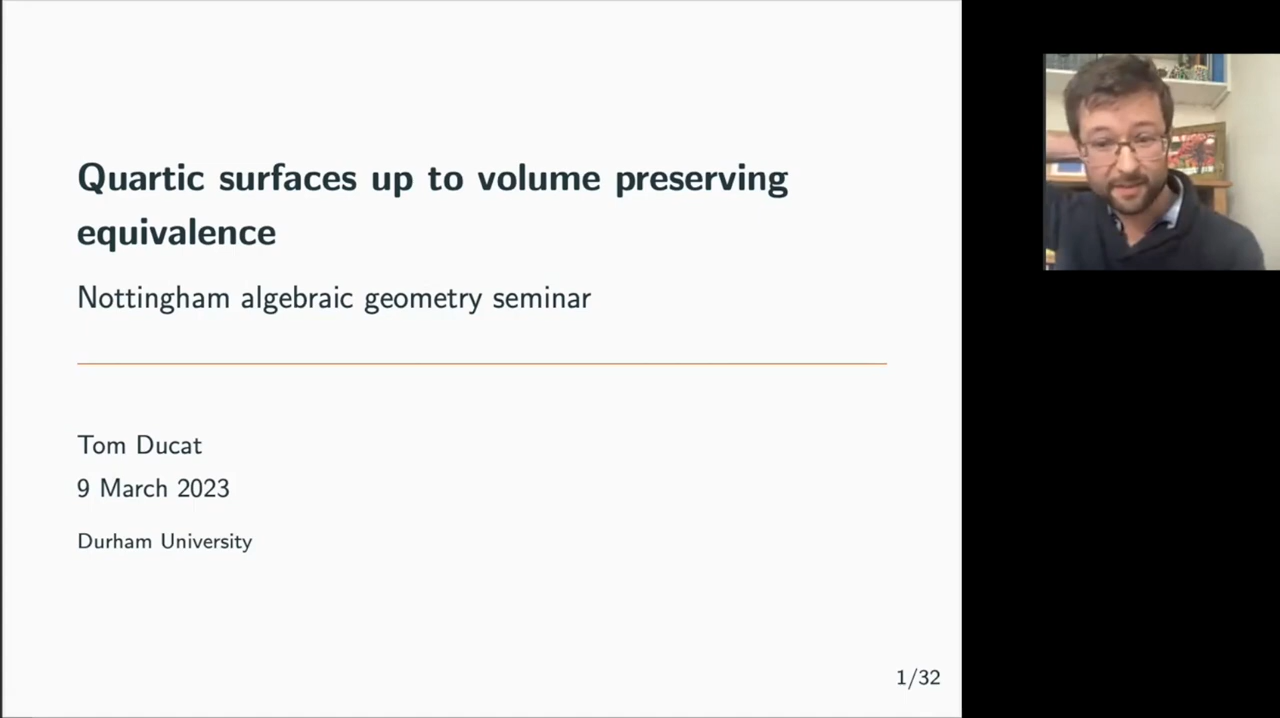 Quartic surfaces up to volume preserving
equivalence
Nottingham algebraic geometry seminar
Tom Ducat
9 March 2023
Durham University
1/32